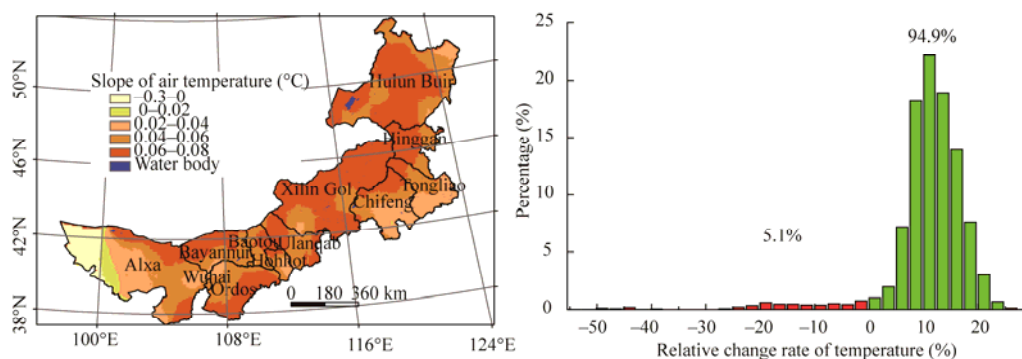 Slope of air temperature (°C)
−0.3–0
0–0.02
0.02–0.04
0.04–0.06
0.06–0.08
Water body
50°N
46°N
42°N
38°N
Hulun Buir
Hinggan
Xilin Gol
Tongliao
Chifeng
Baotou
Ulanqab
Bayannur
Hohhot
Alxa
Wuhai
Ordos
0 180 360 km
100°E 108°E 116°E 124°E
94.9%
5.1%
Percentage (%)
25
20
15
10
5
0
−50 −40 −30 −20 −10 0 10 20
Relative change rate of temperature (%)